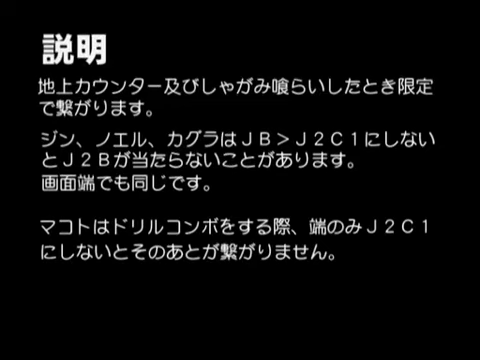 説明
地上カウンター及びしゃがみ喰らいしたとき限定
で繋がります。
ジン、ノエル、カグラはＪＢ＞Ｊ２Ｃ１にしない
とＪ２Ｂが当たらないことがあります。
画面端でも同じです。
マコトはドリルコンボをする際、端のみＪ２Ｃ１
にしないとそのあとが繋がりません。